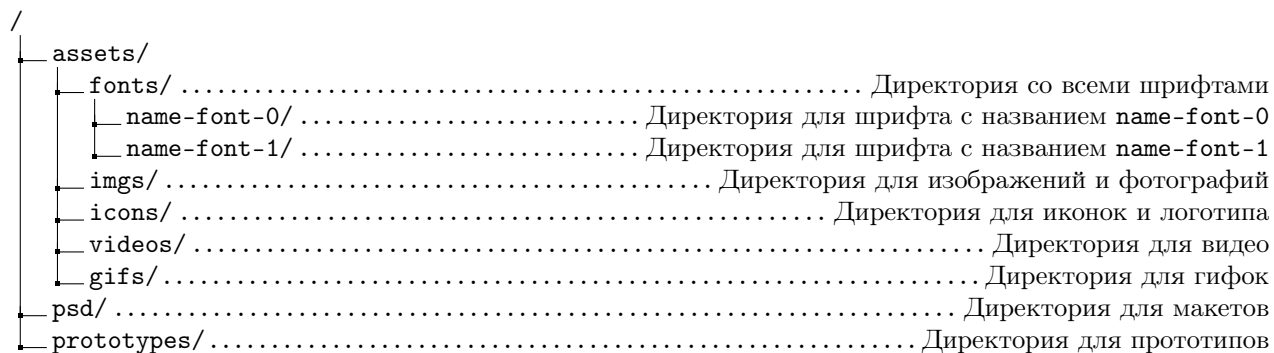 /
assets/
fonts/ ........................................ Директория со всеми шрифтами
name-font-0/ ........................ Директория для шрифта с названием name-font-0
name-font-1/ ........................ Директория для шрифта с названием name-font-1
imgs/ ........................................ Директория для изображений и фотографий
icons/ ........................................ Директория для иконок и логотипа
videos/ ........................................ Директория для видео
gifs/ ........................................ Директория для гифок
psd/ ........................................ Директория для макетов
prototypes/ ........................................ Директория для прототипов